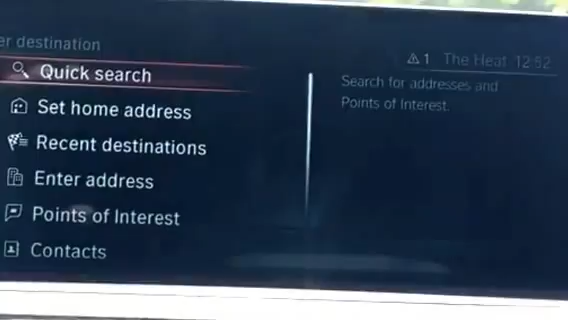 er destination
1 The Heat 12:52
Quick search
Search for addresses and
Points of Interest.
Set home address
Recent destinations
Enter address
Points of Interest
Contacts